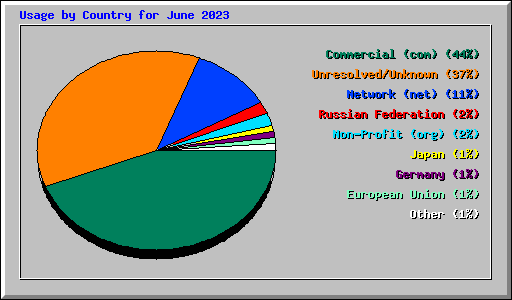 Usage by Country for June 2023
Commercial (com) (44%)
Unresolved/Unknown (37%)
Network (net) (11%)
Russian Federation (2%)
Non-Profit (org) (2%)
Japan (1%)
Germany (1%)
European Union (1%)
Other (1%)